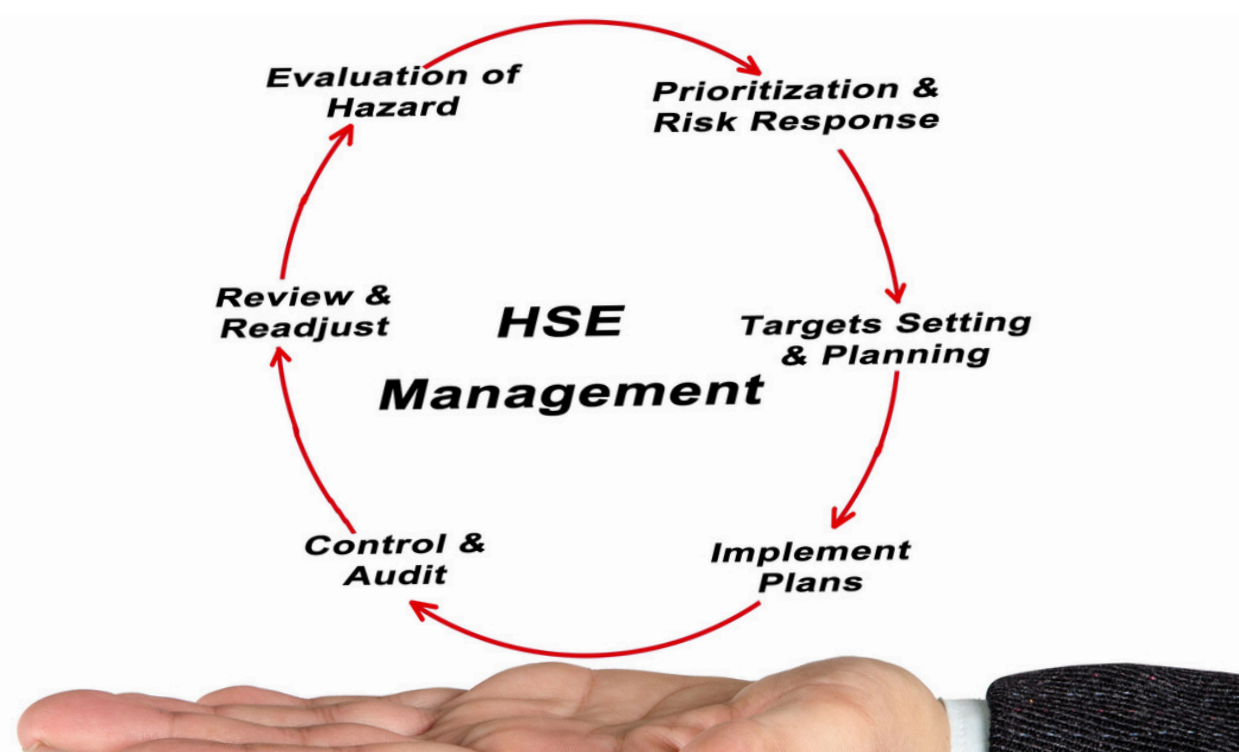 Evaluation of
Hazard
Prioritization &
Risk Response
Targets Setting
& Planning
Implement
Plans
Control &
Audit
Review &
Readjust
HSE
Management